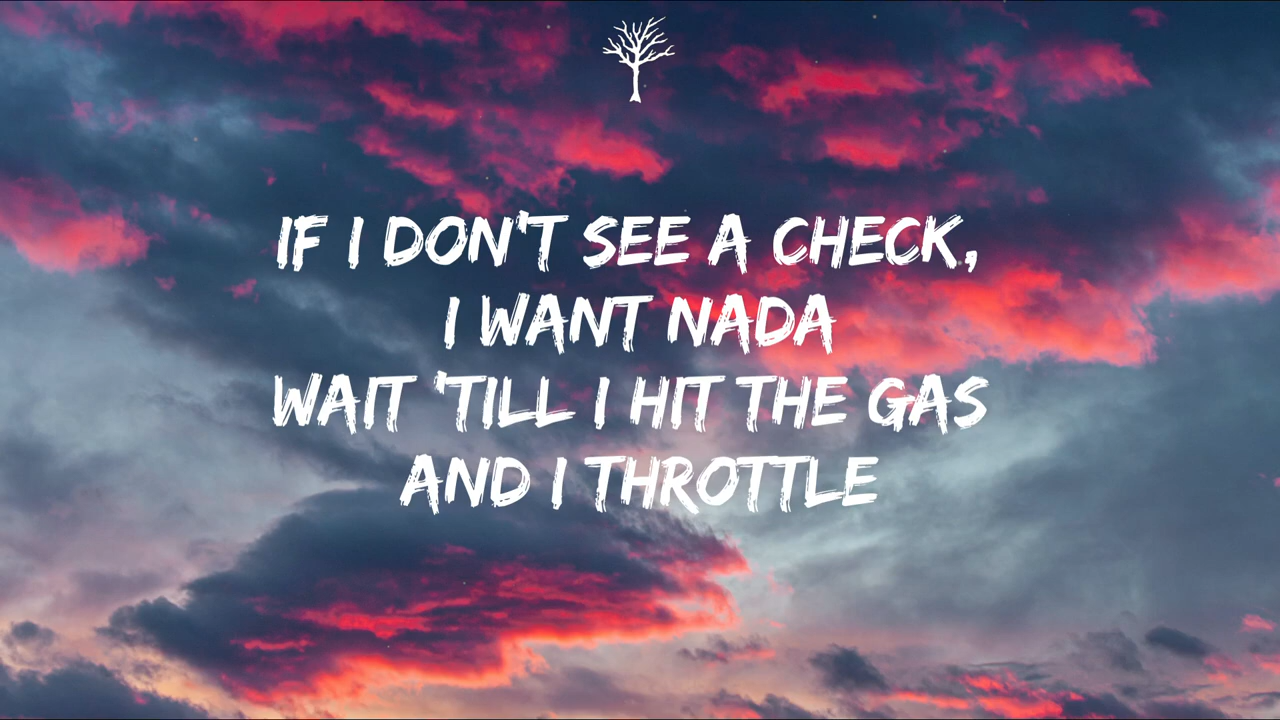 IF I DON'T SEE A CHECK,
I WANT NADA
WAIT 'TILL I HIT THE GAS
AND I THROTTLE